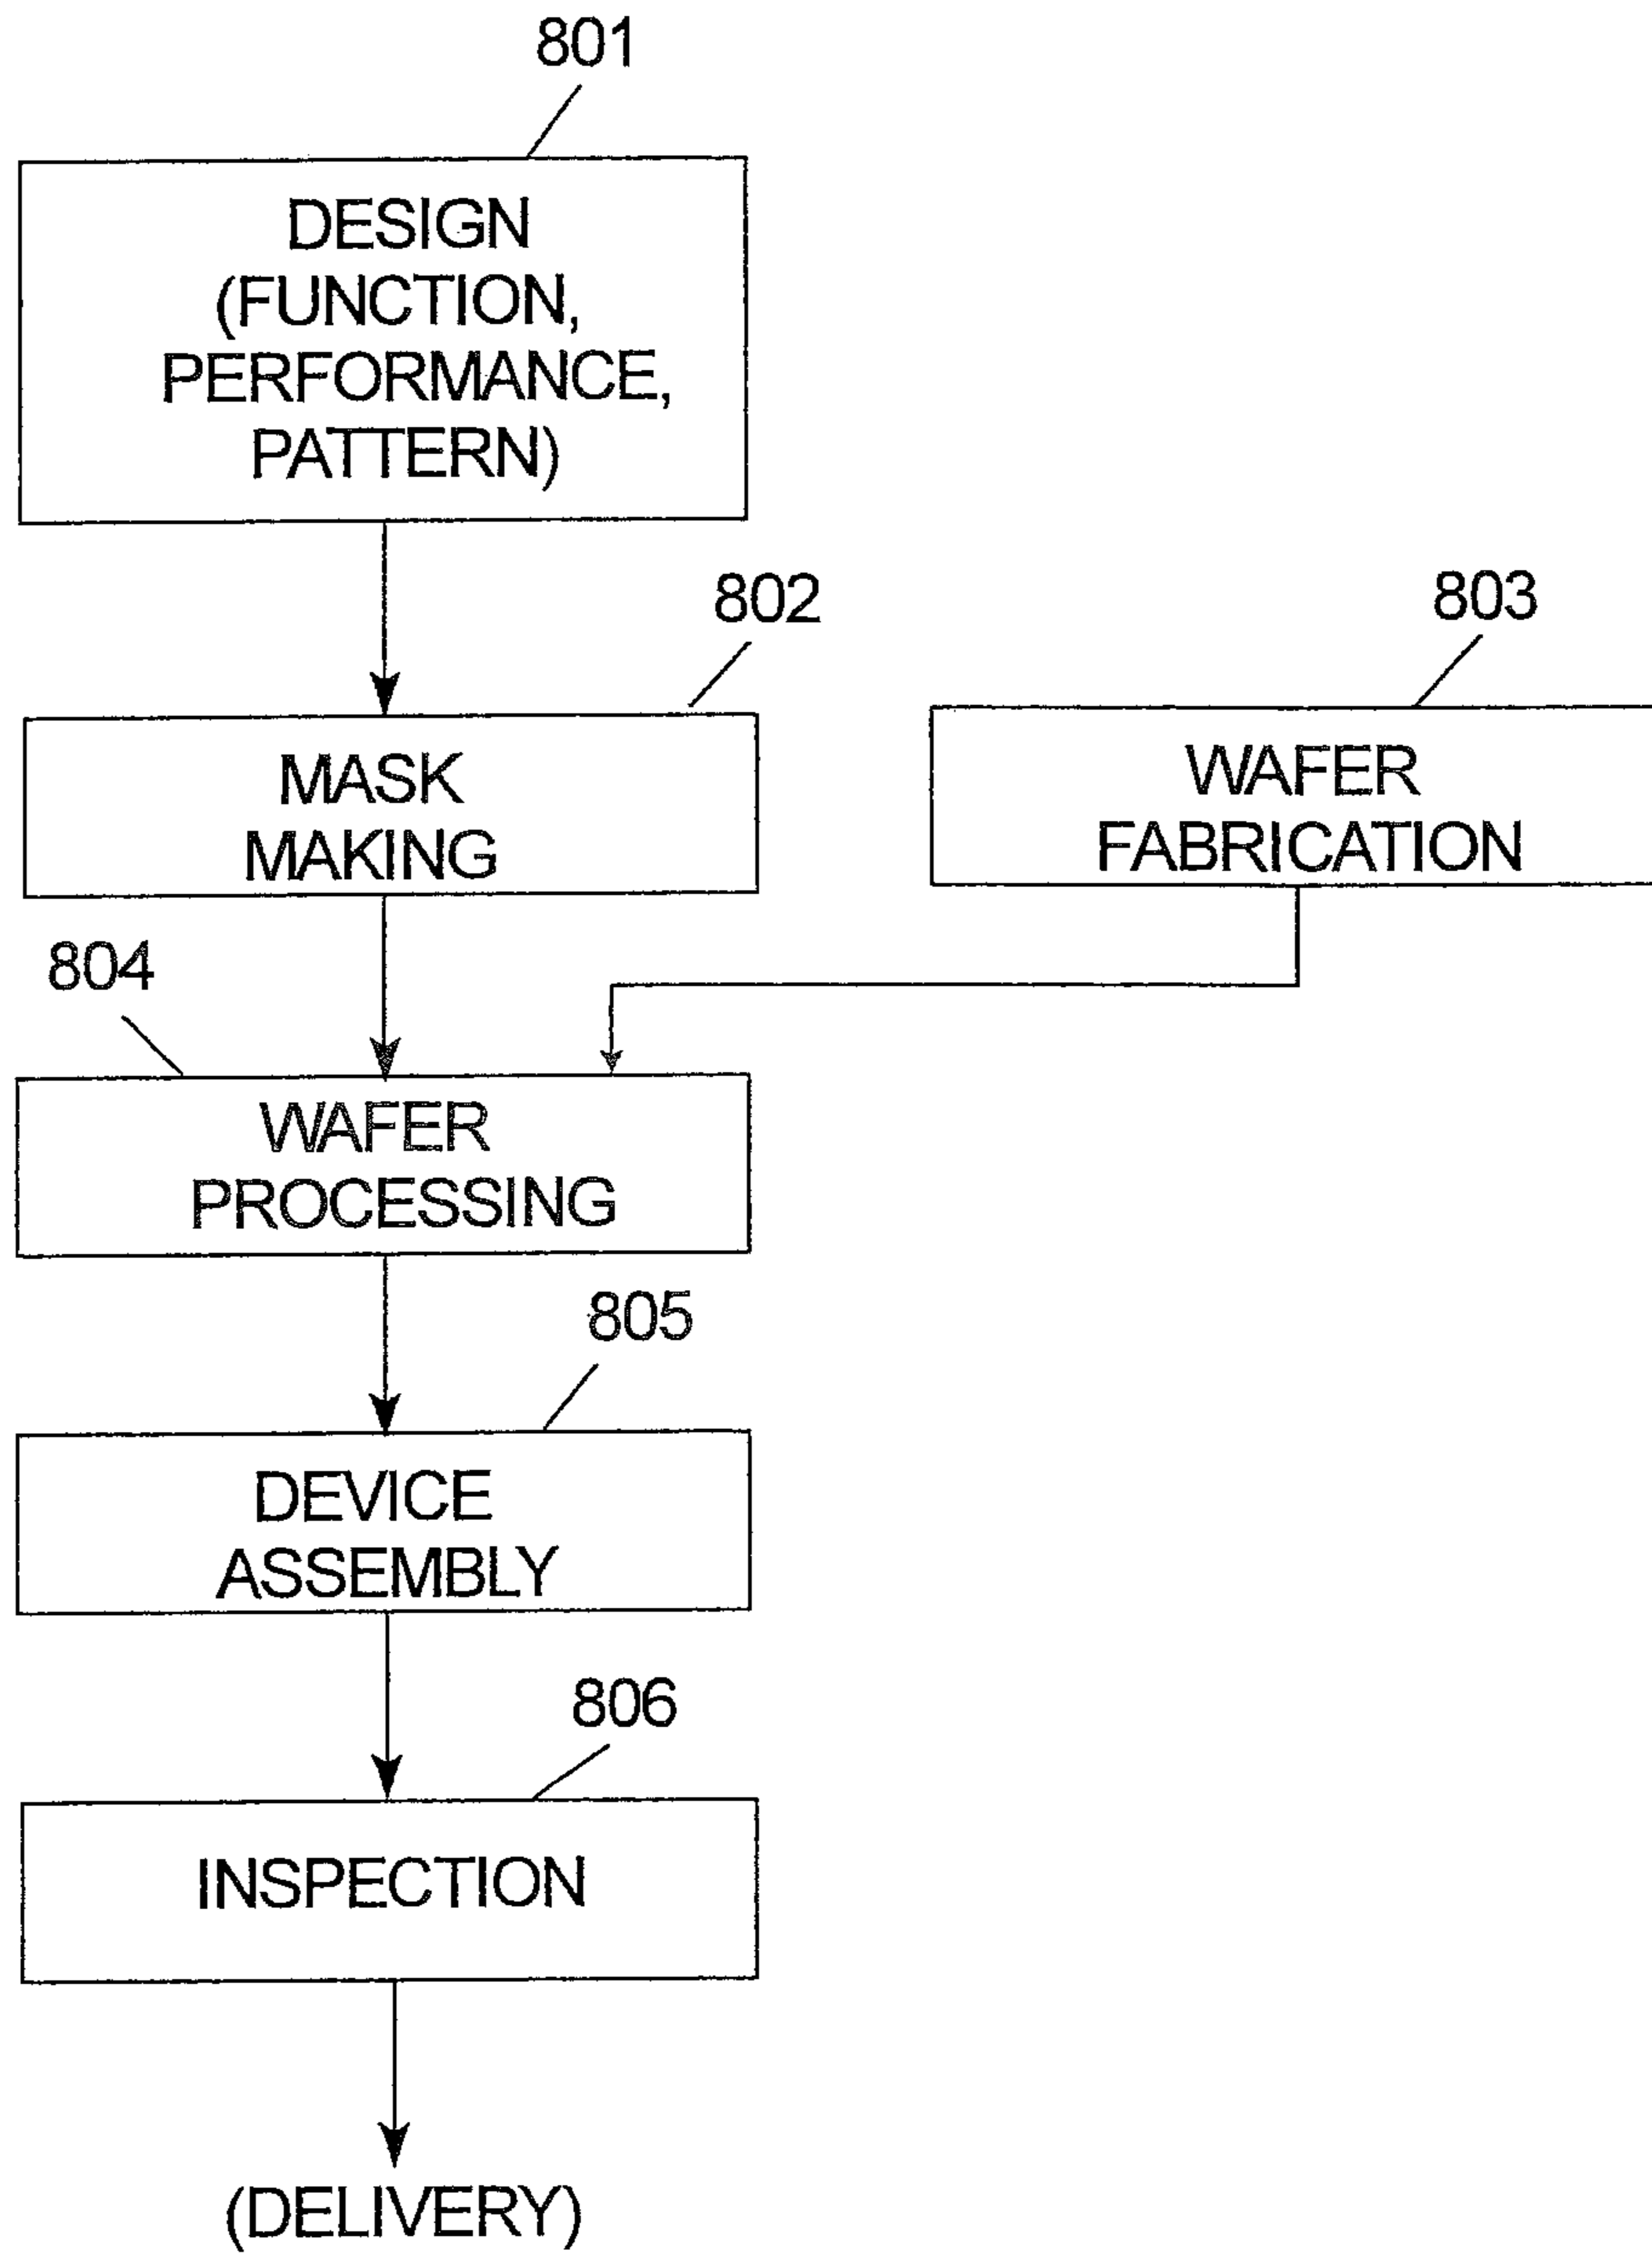 801
DESIGN
(FUNCTION,
PERFORMANCE,
PATTERN)
802
803
MASK
MAKING
WAFER
FABRICATION
804
WAFER
PROCESSING
805
DEVICE
ASSEMBLY
806
INSPECTION
(DELIVERY)